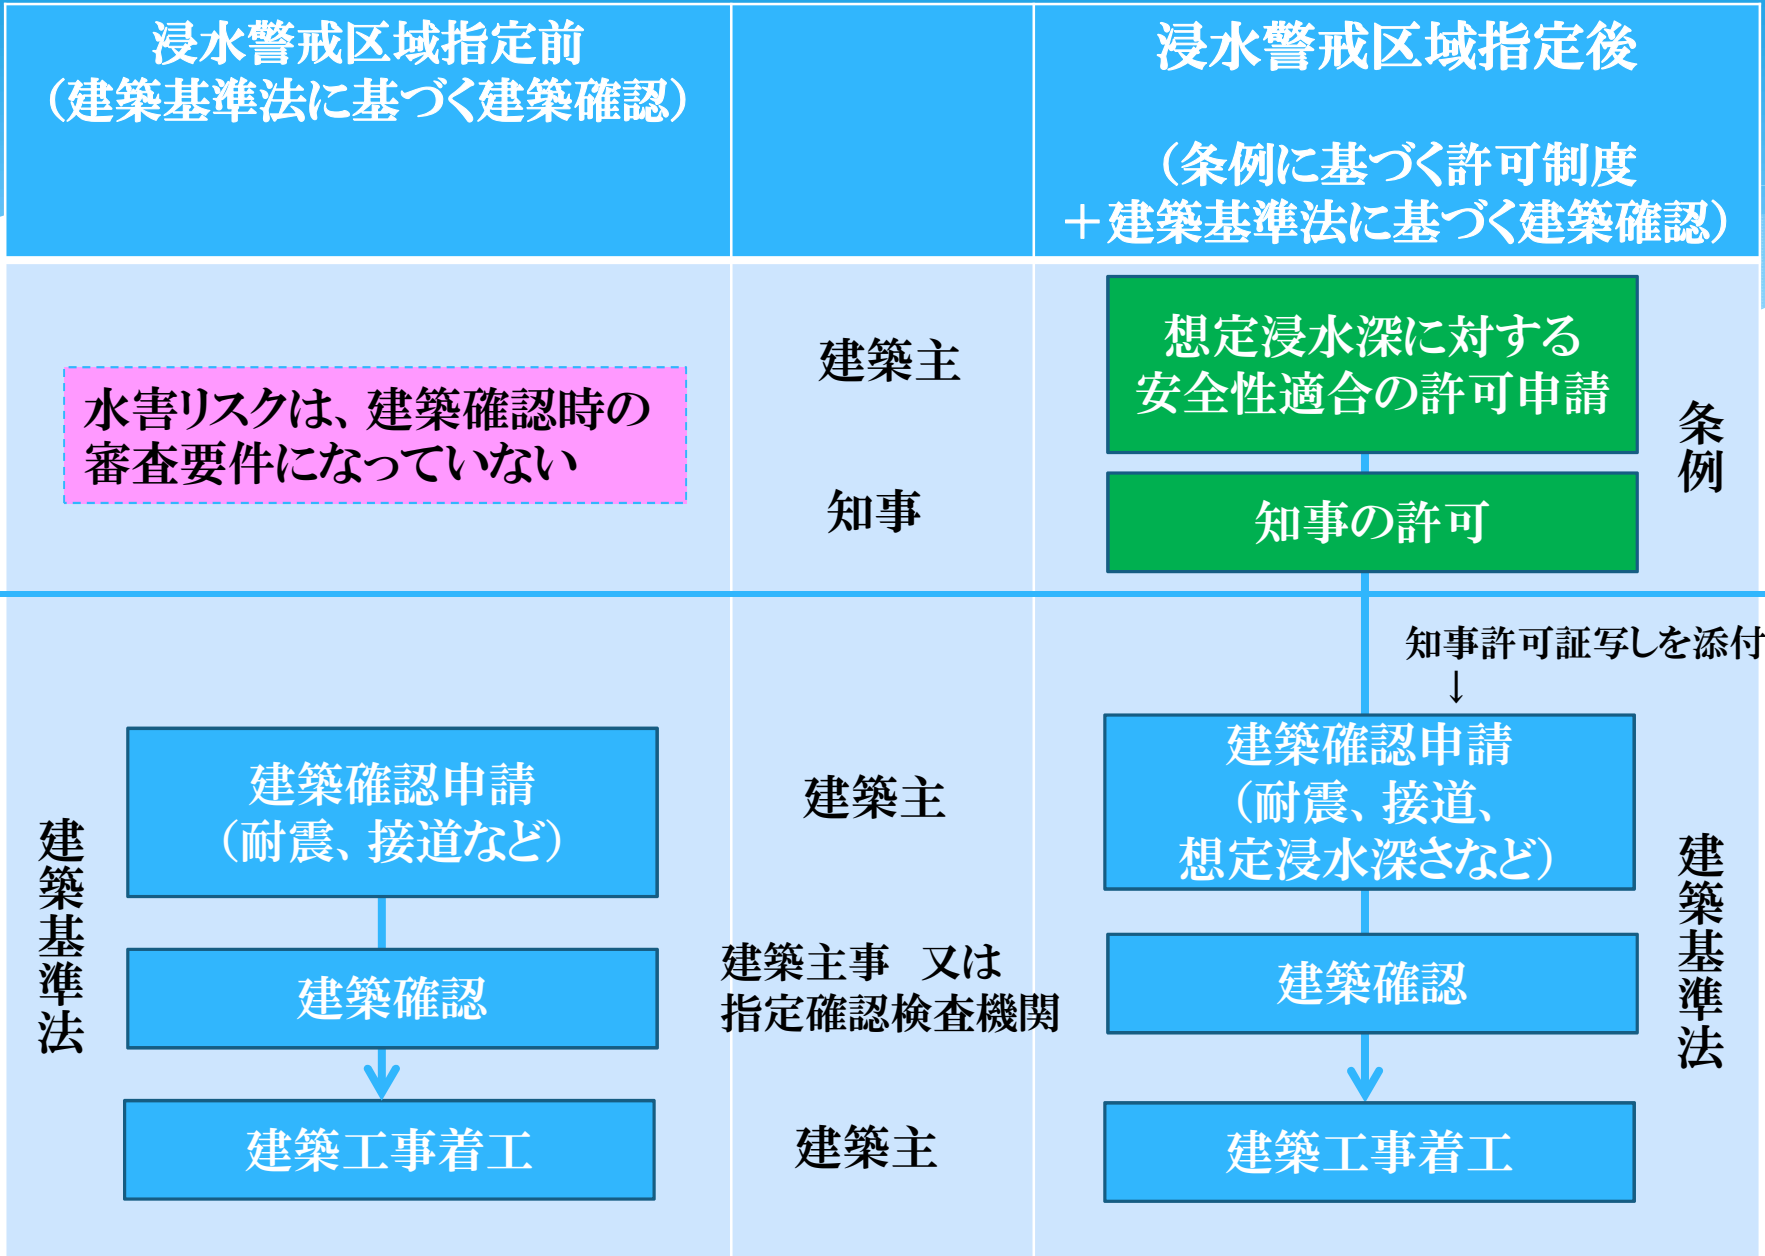 浸水警戒区域指定前
（建築基準法に基づく建築確認）
浸水警戒区域指定後
（条例に基づく許可制度
＋建築基準法に基づく建築確認）
水害リスクは、建築確認時の
審査要件になっていない
建築主
知事
想定浸水深に対する
安全性適合の許可申請
知事の許可
条例
知事許可証写しを添付
↓
建築基準法
建築確認申請
（耐震、接道など）
建築確認
建築工事着工
建築主
建築主事　又は
指定確認検査機関
建築主
建築確認申請
（耐震、接道、
想定浸水深さなど）
建築確認
建築工事着工
建築基準法